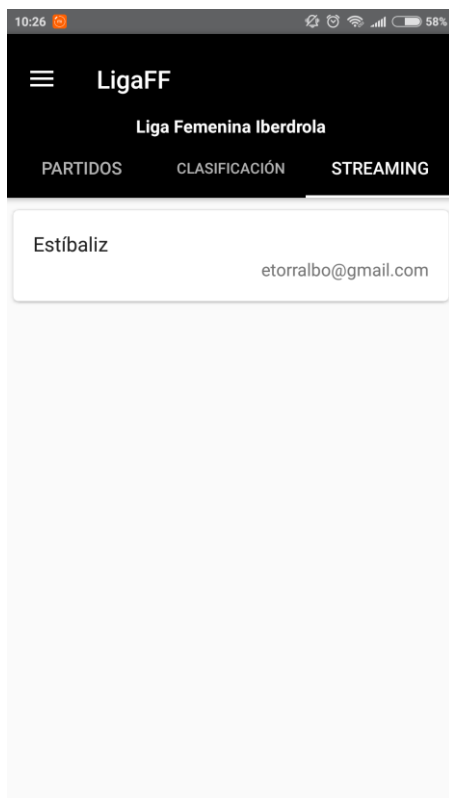 10:26 58%
LigaFF
Liga Femenina Iberdrola
PARTIDOS CLASIFICACIÓN STREAMING
Estíbaliz
etorralbo@gmail.com